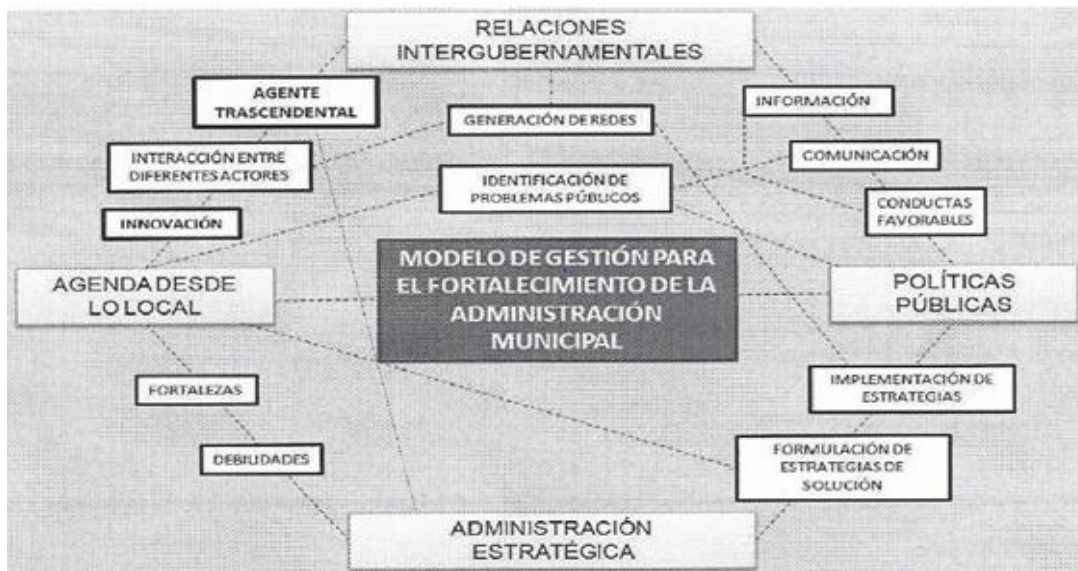 RELACIONES
INTERGUBERNAMENTALES
AGENTE
TRASCENDENTAL
GENERACIÓN DE REDES
INFORMACIÓN
INTERACCIÓN ENTRE
DIFERENTES ACTORES
IDENTIFICACIÓN DE
PROBLEMAS PÚBLICOS
COMUNICACIÓN
INNOVACIÓN
CONDUCTAS
FAVORABLES
AGENDA DESDE
LO LOCAL
MODELO DE GESTIÓN PARA
EL FORTALECIMIENTO DE LA
ADMINISTRACIÓN
MUNICIPAL
POLÍTICAS
PÚBLICAS
FORTALEZAS
IMPLEMENTACIÓN DE
ESTRATEGIAS
DEBILIDADES
FORMULACIÓN DE
ESTRATEGIAS DE
SOLUCIÓN
ADMINISTRACIÓN
ESTRATÉGICA